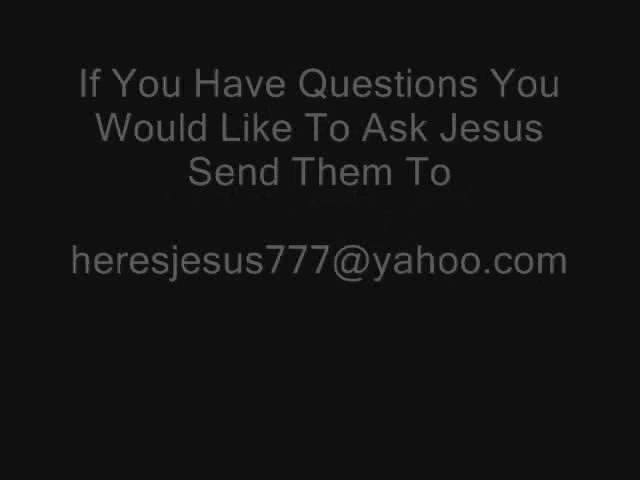 If You Have Questions You
Would Like To Ask Jesus
Send Them To
heresjesus777@yahoo.com